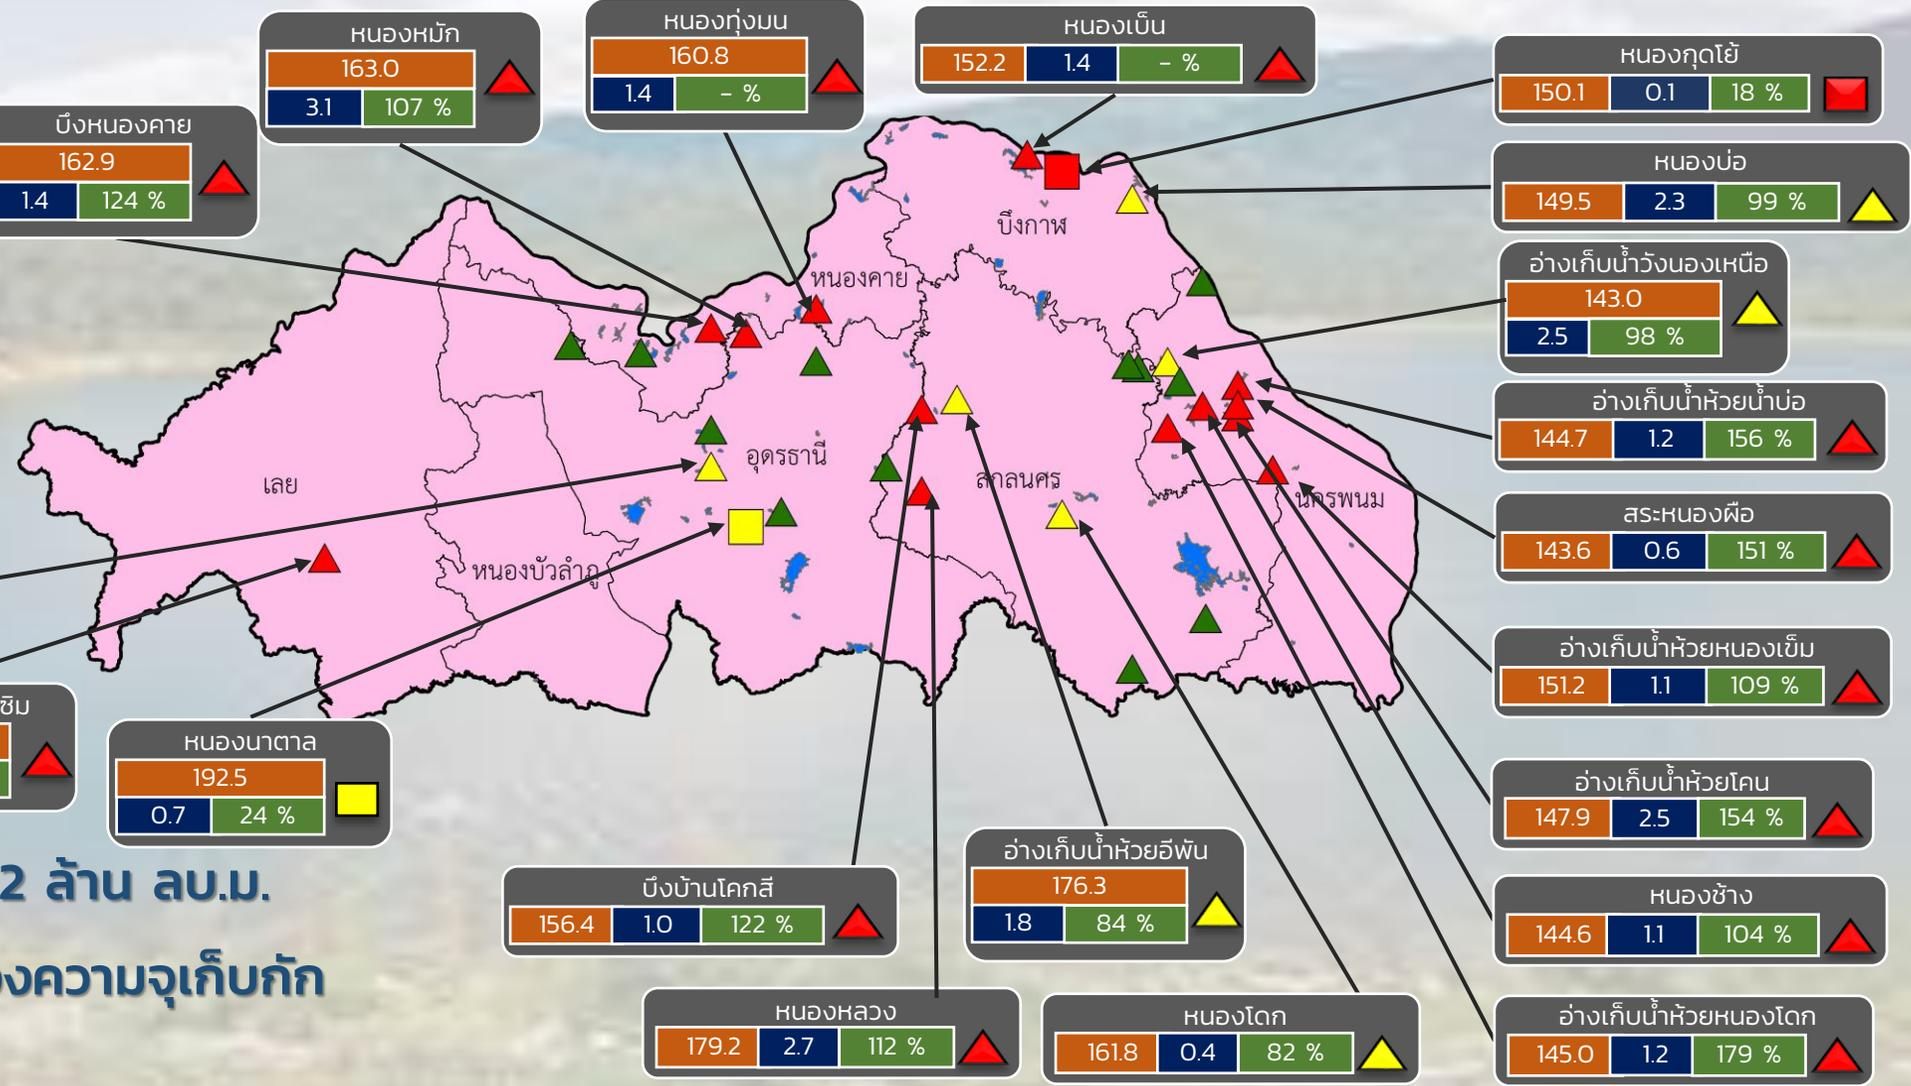 หนองหมัก
163.0
3.1 107 %
หนองทุ่งมน
160.8
1.4 - %
หนองเบ็น
152.2 1.4 - %
หนองกุดโย้
150.1 0.1 18 %
บึงหนองคาย
162.9
1.4 124 %
หนองบ่อ
149.5 2.3 99 %
อ่างเก็บน้ำวังนองเหนือ
143.0
2.5 98 %
อ่างเก็บน้ำห้วยน้ำบ่อ
144.7 1.2 156 %
สระหนองผือ
143.6 0.6 151 %
อ่างเก็บน้ำห้วยหนองเข็ม
151.2 1.1 109 %
อ่างเก็บน้ำห้วยโคน
147.9 2.5 154 %
หนองช้าง
144.6 1.1 104 %
อ่างเก็บน้ำห้วยหนองโดก
145.0 1.2 179 %
บึงกาฬ
หนองคาย
อุดรธานี
สกลนคร
นครพนม
เลย
หนองบัวลำภู
ซิม
หนองนาตาล
192.5
0.7 24 %
บึงบ้านโคกสี
156.4 1.0 122 %
อ่างเก็บน้ำห้วยอีพัน
176.3
1.8 84 %
หนองหลวง
179.2 2.7 112 %
หนองโดก
161.8 0.4 82 %
2 ล้าน ลบ.ม.
องความจุเก็บกัก